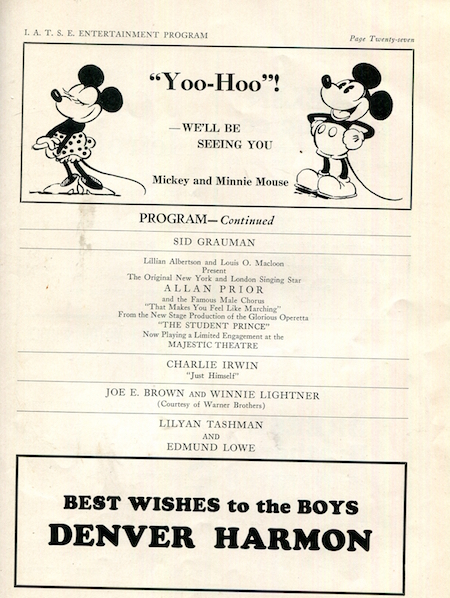 I. A. T. S. E. ENTERTAINMENT PROGRAM
Page Twenty-seven
"Yoo-Hoo"!
—WE'LL BE
SEEING YOU
Mickey and Minnie Mouse
PROGRAM—Continued
SID GRAUMAN
Lillian Albertson and Louis O. Macloon
Present
The Original New York and London Singing Star
ALLAN PRIOR
and the Famous Male Chorus
"That Makes You Feel Like Marching"
From the New Stage Production of the Glorious Operetta
"THE STUDENT PRINCE"
Now Playing a Limited Engagement at the
MAJESTIC THEATRE
CHARLIE IRWIN
"Just Himself"
JOE E. BROWN AND WINNIE LIGHTNER
(Courtesy of Warner Brothers)
LILYAN TASHMAN
AND
EDMUND LOWE
BEST WISHES to the BOYS
DENVER HARMON